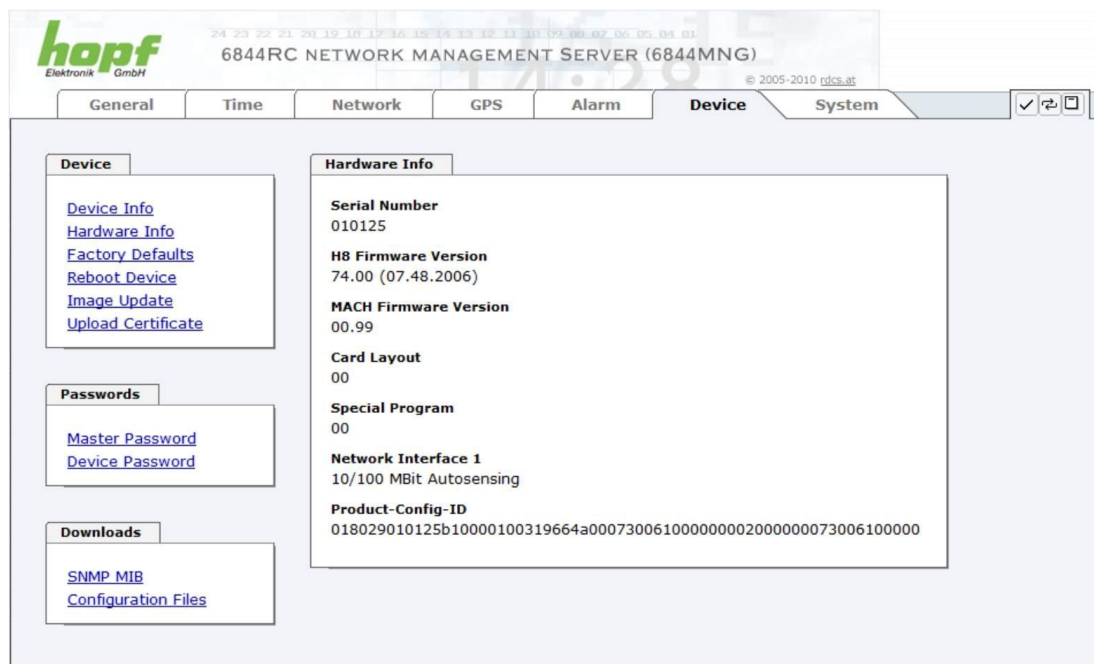 hopf
Elektronik GmbH
24 23 22 21 20 19 18 17 16 15 14 13 12 11 10 09 08 07 06 05 04 01
6844RC NETWORK MANAGEMENT SERVER (6844MNG)
14:28
© 2005-2010 rdcs.at
General Time Network GPS Alarm Device System
Device
Device Info
Hardware Info
Factory Defaults
Reboot Device
Image Update
Upload Certificate
Passwords
Master Password
Device Password
Downloads
SNMP MIB
Configuration Files
Hardware Info
Serial Number
010125
H8 Firmware Version
74.00 (07.48.2006)
MACH Firmware Version
00.99
Card Layout
00
Special Program
00
Network Interface 1
10/100 MBit Autosensing
Product-Config-ID
018029010125b10000100319664a000730061000000002000000073006100000